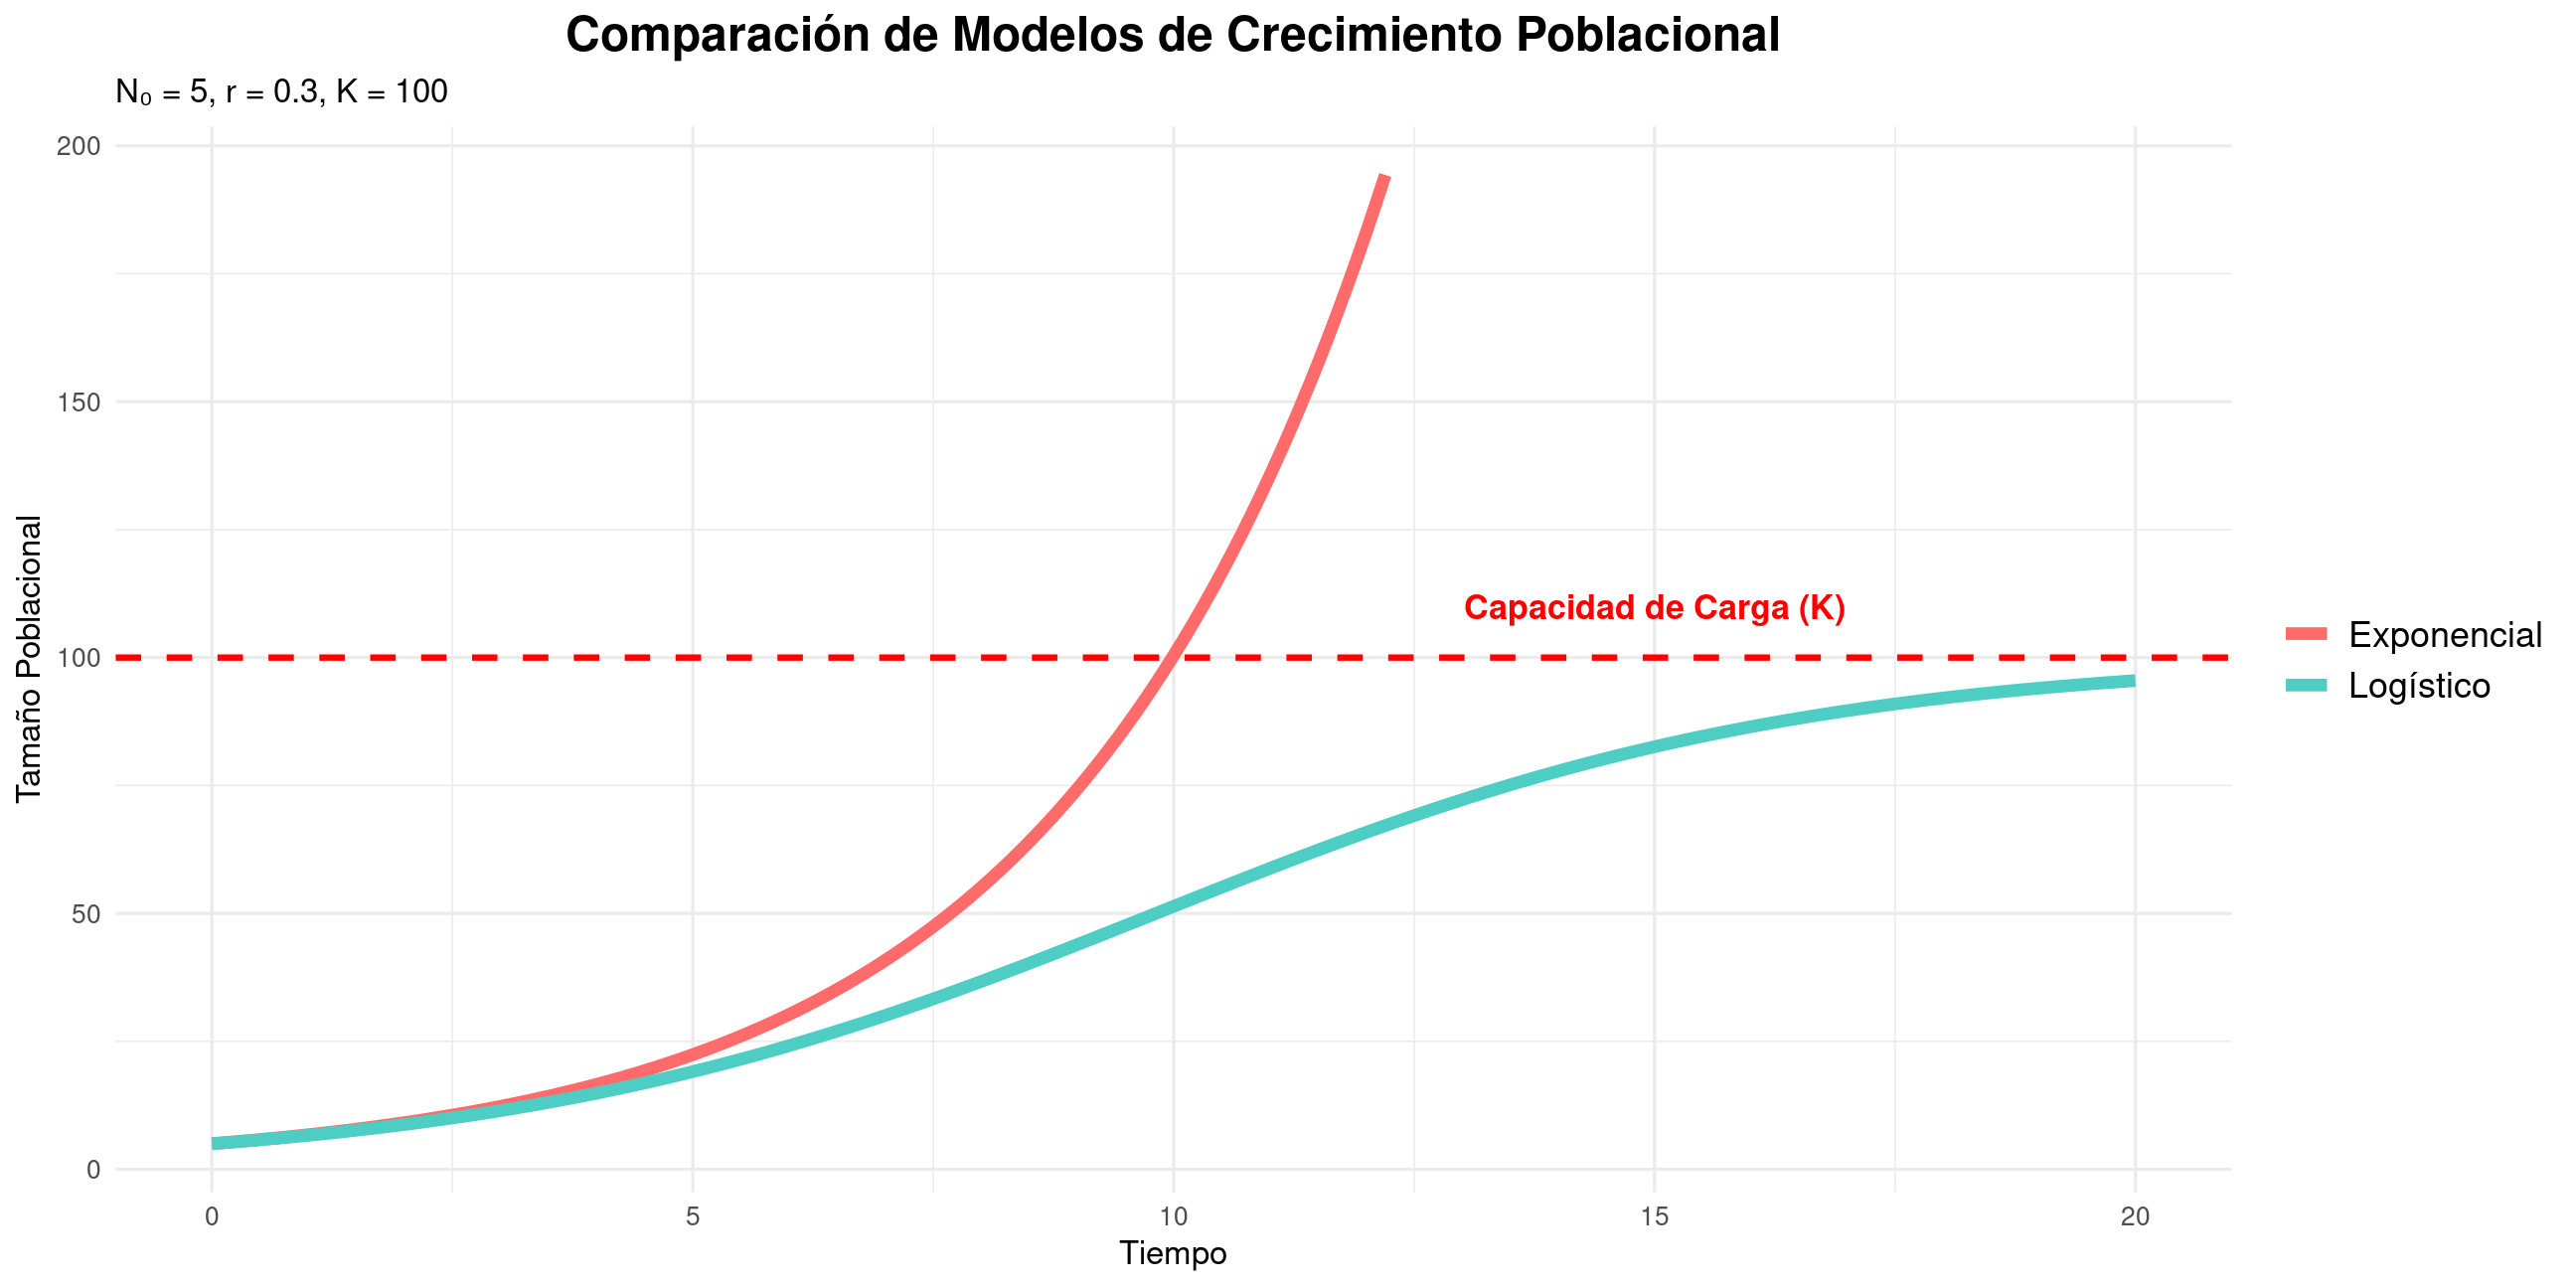 Comparación de Modelos de Crecimiento Poblacional
N₀ = 5, r = 0.3, K = 100
Tamaño Poblacional
200
150
100
50
0
Capacidad de Carga (K)
Exponencial
Logístico
0 5 10 15 20
Tiempo